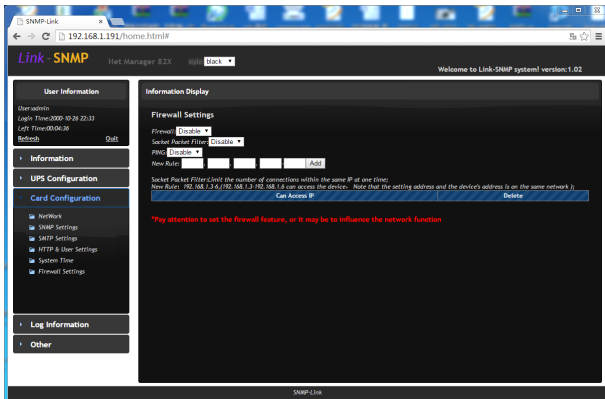 SNMP-Link
192.168.1.191/home.html#
Link - SNMP
Net Manager 82X
style: black
Welcome to Link-SNMP system! version:1.02
User Information
User:admin
Login Time:2000-10-26 22:33
Left Time:00:04:36
Refresh Quit
Information
UPS Configuration
Card Configuration
NetWork
SNMP Settings
SMTP Settings
HTTP & User Settings
System Time
Firewall Settings
Log Information
Other
Information Display
Firewall Settings
Firewall: Disable
Socket Packet Filter: Disable
PING: Disable
New Rule: . . . - Add
Socket Packet Filter:Limit the number of connections within the same IP at one time;
New Rule: 192.168.1.3-6,(192.168.1.3-192.168.1.6 can access the device. Note that the setting address and the device's address is on the same network );
Can Access IP Delete
*Pay attention to set the firewall feature, or it may be to influence the network function
SNMP-Link